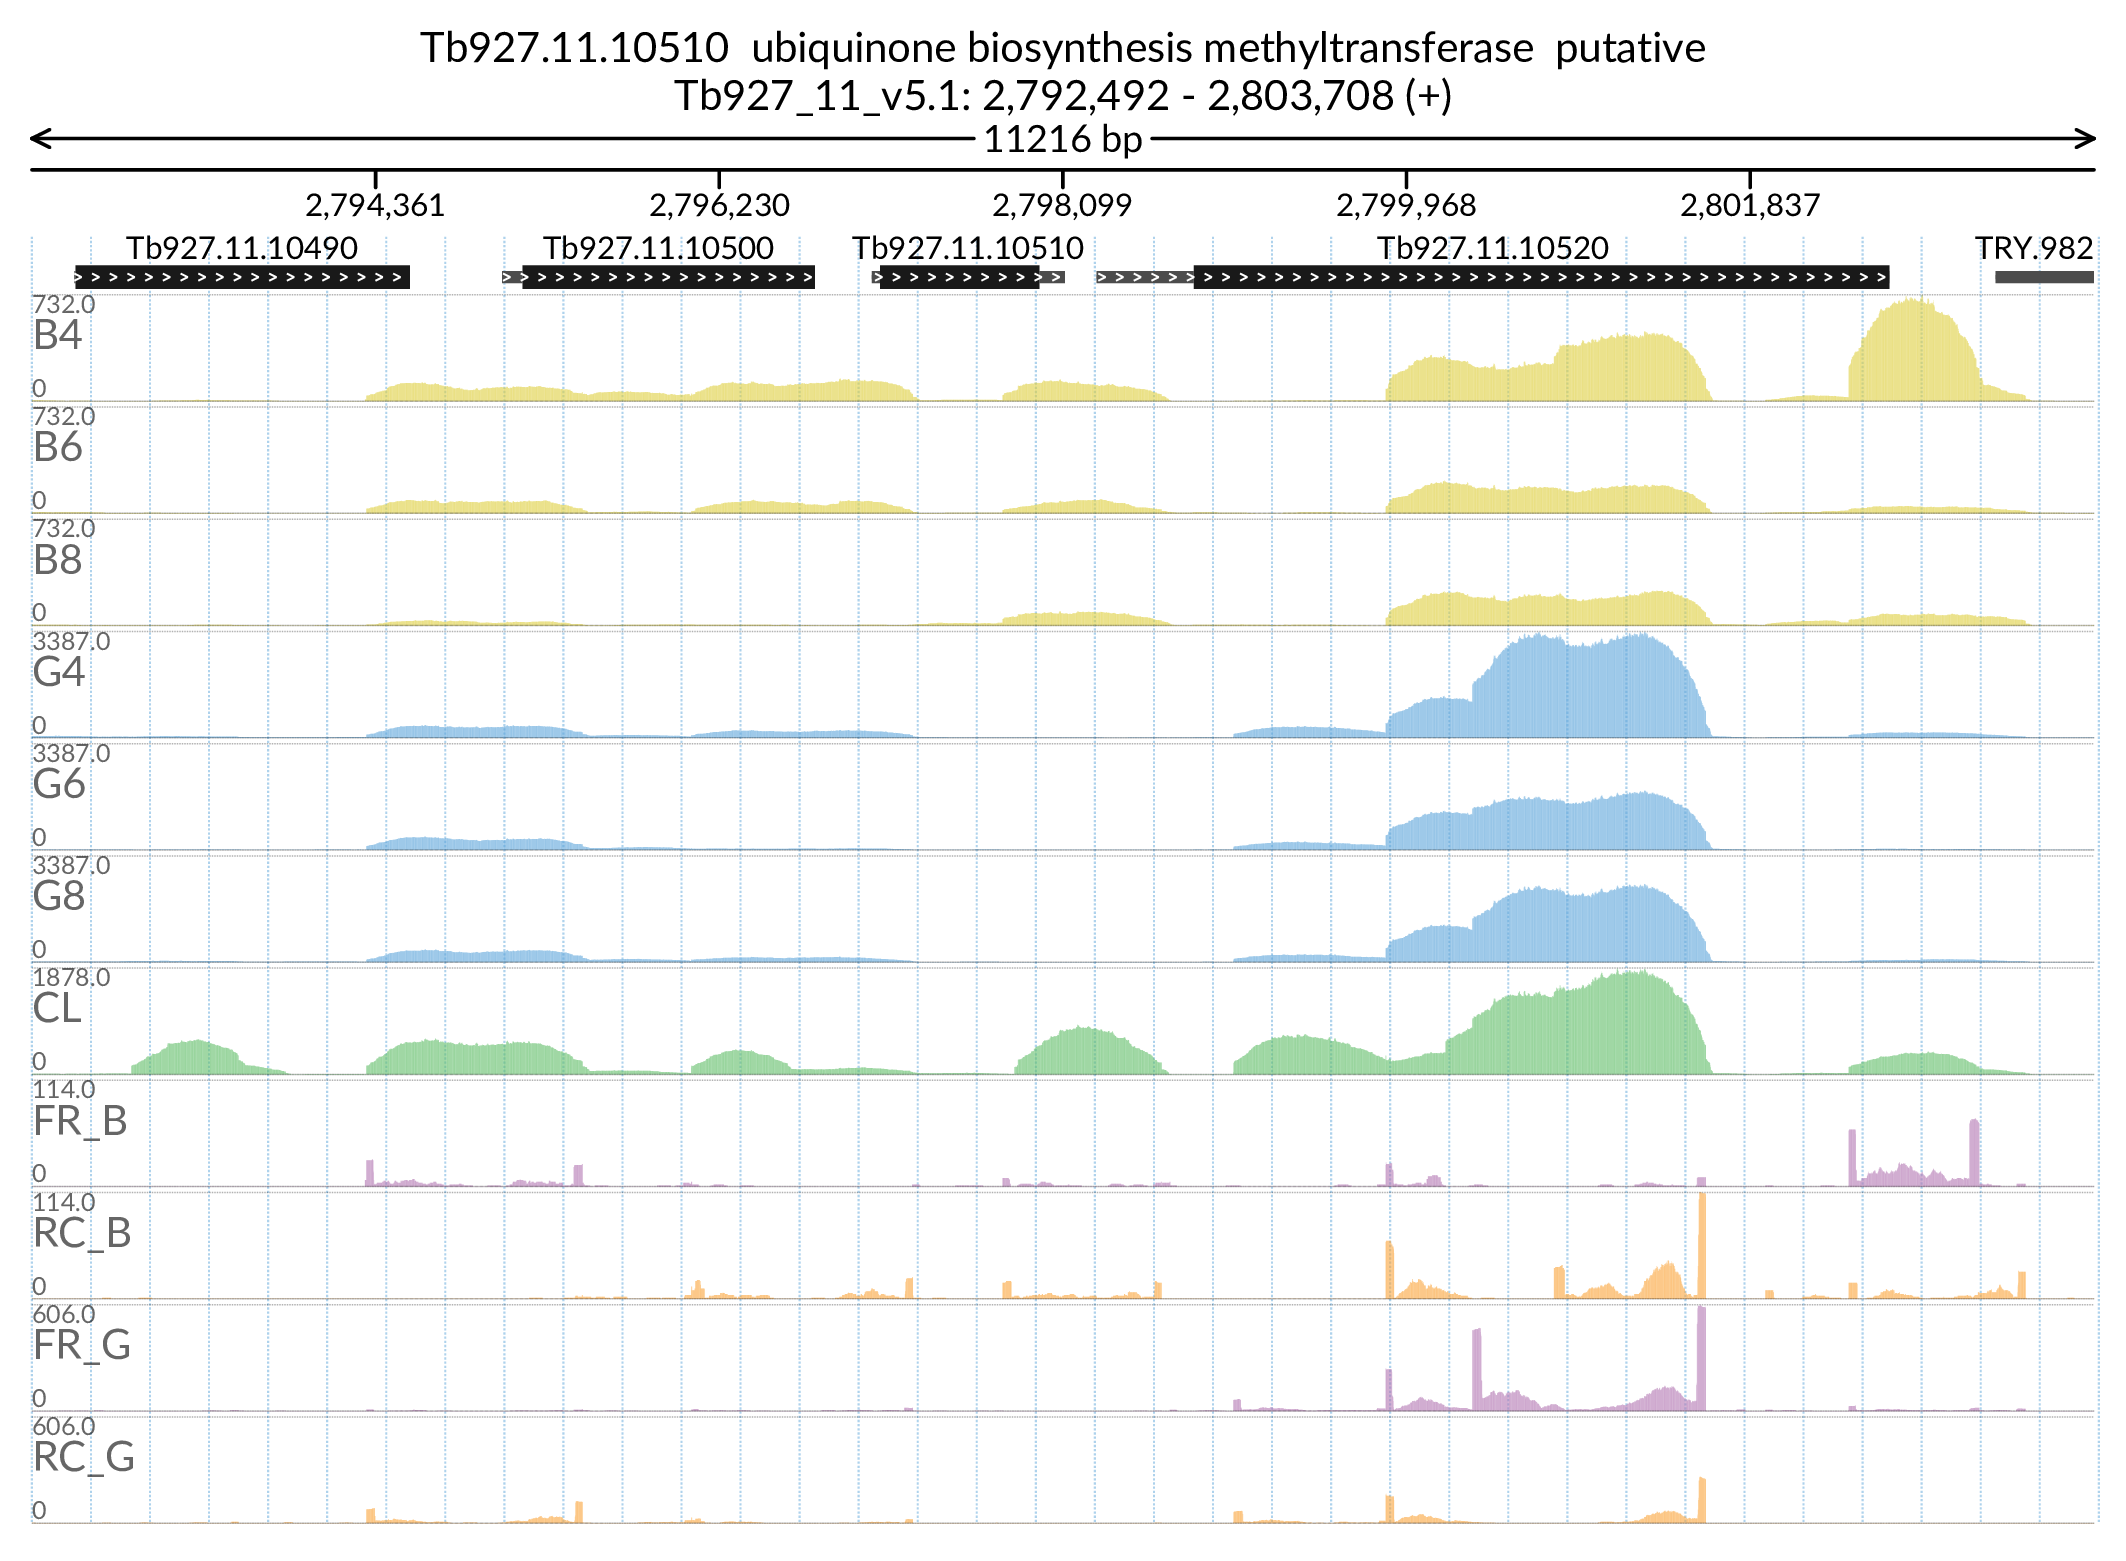 Tb927.11.10510  ubiquinone biosynthesis methyltransferase  putative
Tb927_11_v5.1: 2,792,492 - 2,803,708 (+)
11216 bp
2,794,361 2,796,230 2,798,099 2,799,968 2,801,837
Tb927.11.10490 Tb927.11.10500 Tb927.11.10510 Tb927.11.10520 TRY.982
732.0
B4
0
732.0
B6
0
732.0
B8
0
3387.0
G4
0
3387.0
G6
0
3387.0
G8
0
1878.0
CL
0
114.0
FR_B
0
114.0
RC_B
0
606.0
FR_G
0
606.0
RC_G
0